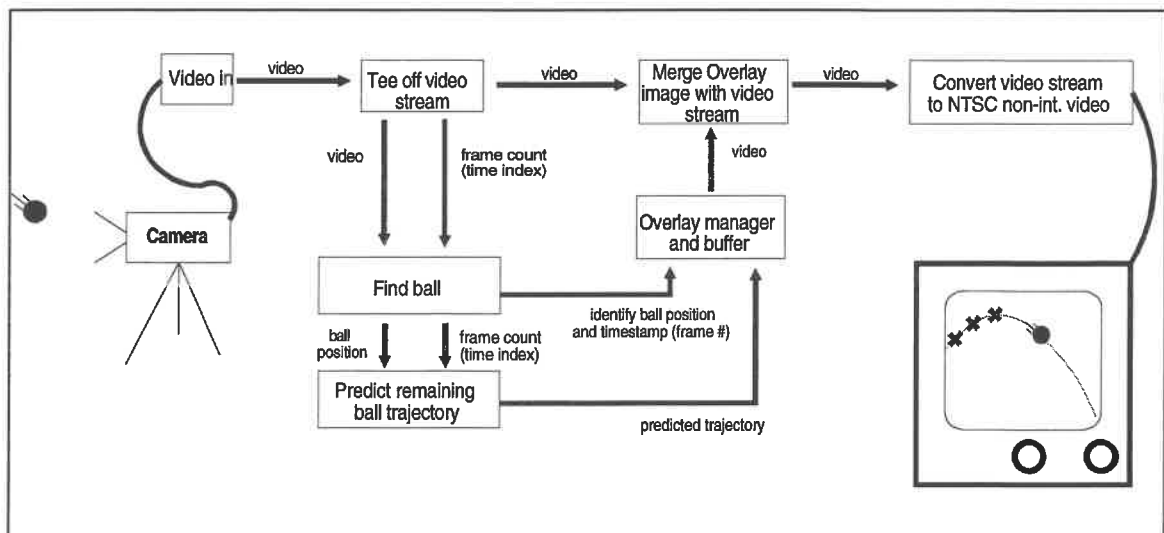 Video in
video
Tee off video
stream
video
Merge Overlay
image with video
stream
video
Convert video stream
to NTSC non-int. video
video
frame count
(time index)
video
Camera
Overlay manager
and buffer
Find ball
identify ball position
and timestamp (frame #)
ball
position
frame count
(time index)
Predict remaining
ball trajectory
predicted trajectory